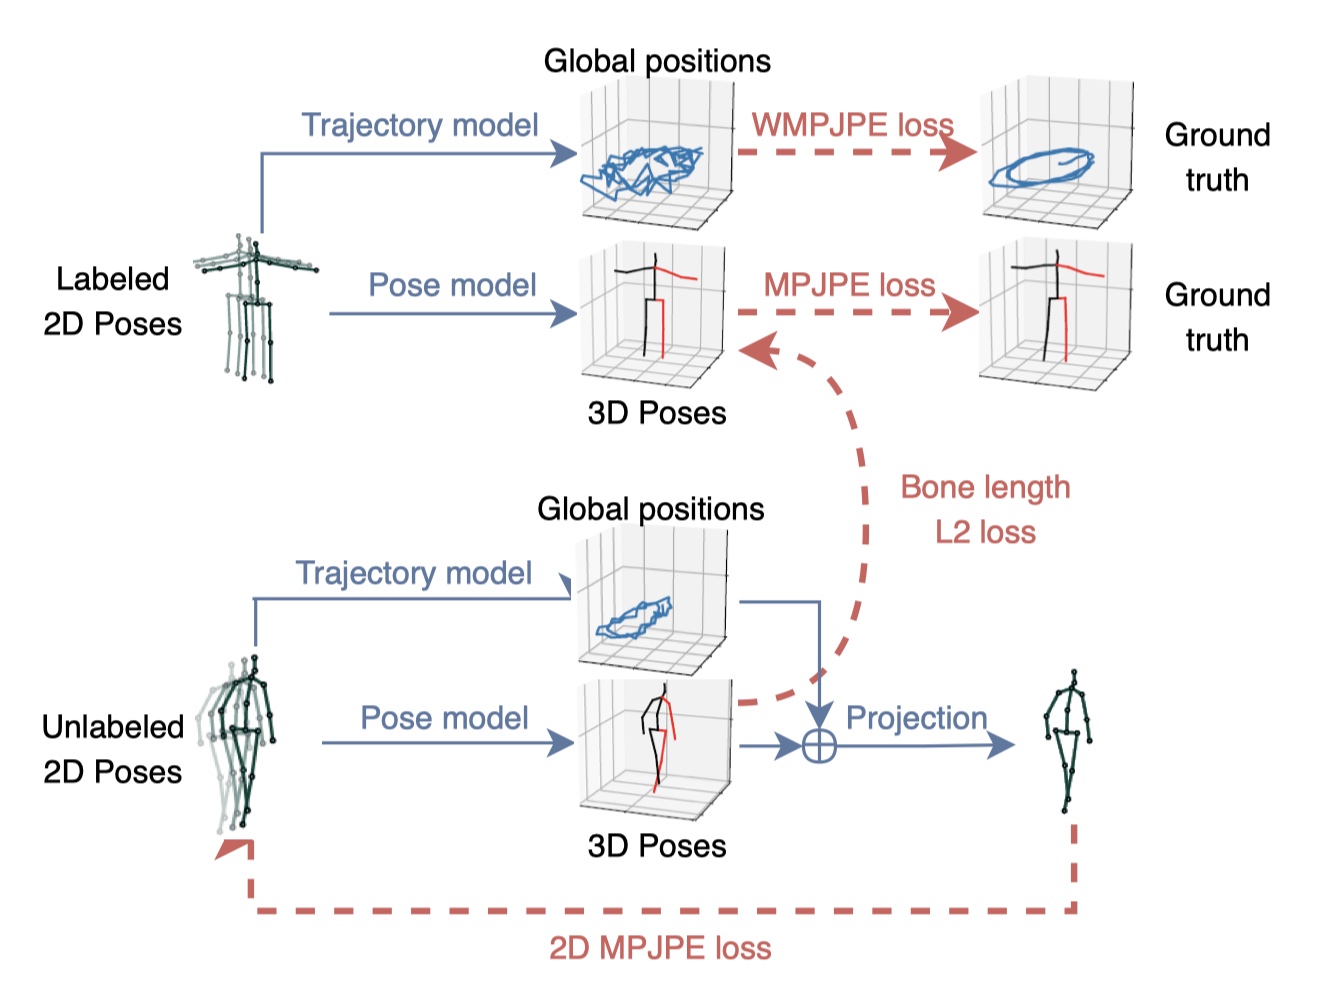 Global positions
Trajectory model
WMPJPE loss
Ground
truth
Labeled
2D Poses
Pose model
MPJPE loss
Ground
truth
3D Poses
Bone length
L2 loss
Global positions
Trajectory model
Unlabeled
2D Poses
Pose model
Projection
3D Poses
2D MPJPE loss